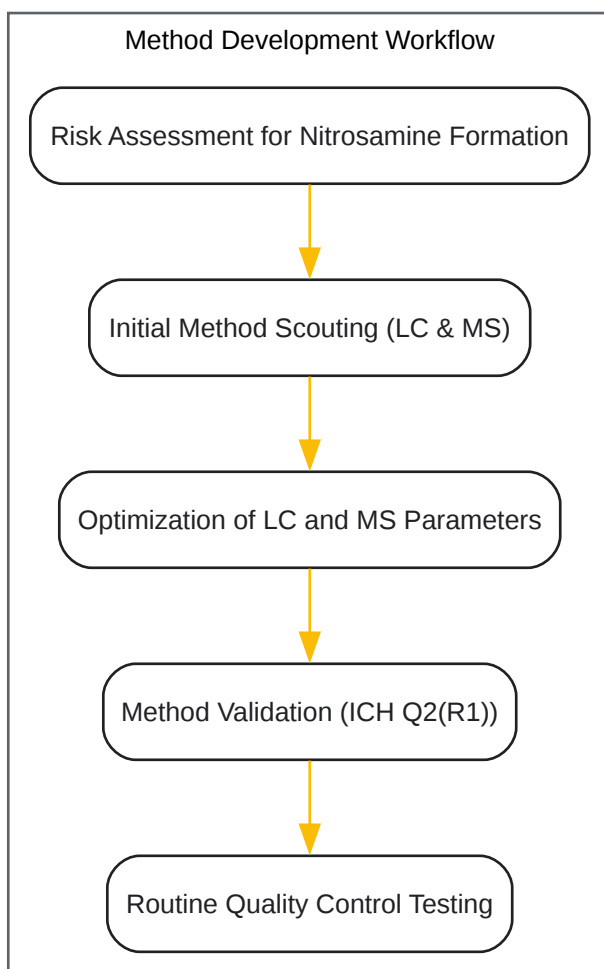 Method Development Workflow
Risk Assessment for Nitrosamine Formation
Initial Method Scouting (LC & MS)
Optimization of LC and MS Parameters
Method Validation (ICH Q2(R1))
Routine Quality Control Testing